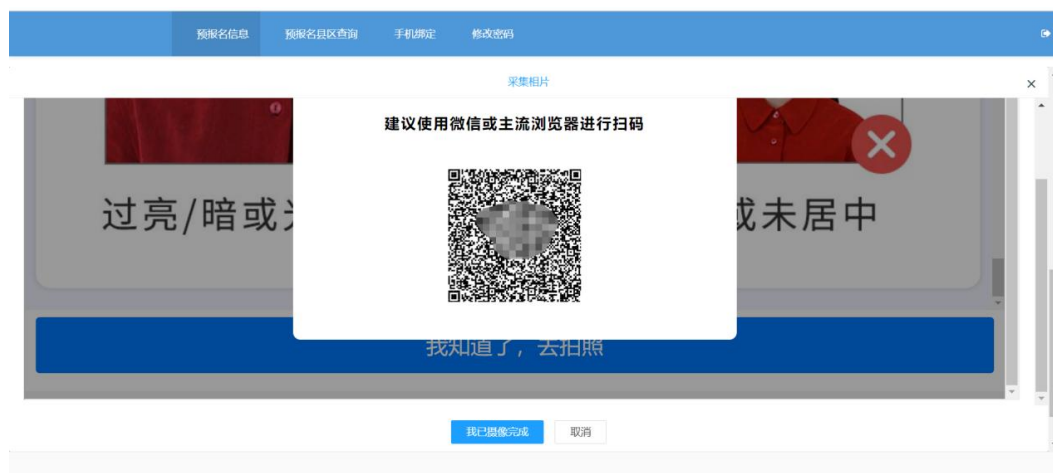 预报名信息 预报名县区查询 手机绑定 修改密码
采集相片
建议使用微信或主流浏览器进行扫码
过亮/暗或 或未居中
我知道了，去拍照
我已摄像完成 取消